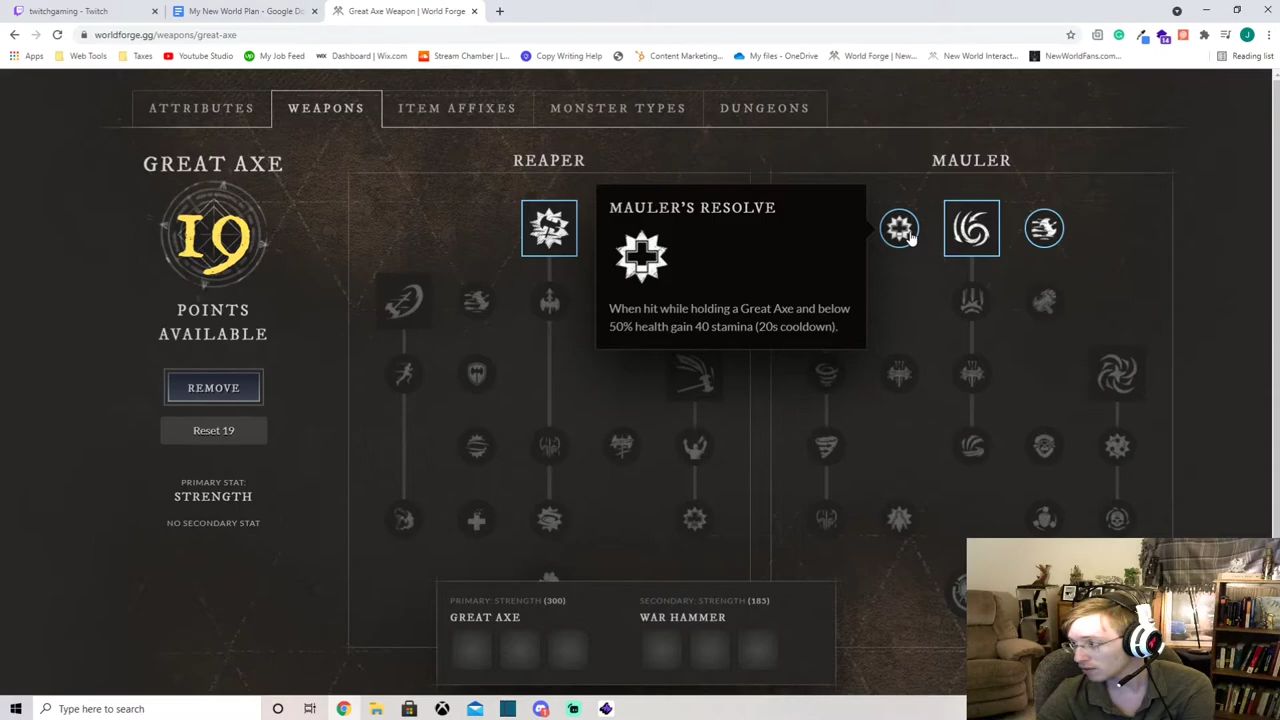 twitchgaming - Twitch
My New World Plan - Google Do
Great Axe Weapon | World Forge
worldforge.gg/weapons/great-axe
Apps
Web Tools
Taxes
Youtube Studio
My Job Feed
WIX Dashboard | Wix.com
Stream Chamber | L...
Copy Writing Help
Content Marketing...
My files - OneDrive
World Forge | New...
New World Interact...
NewWorldFans.com...
Reading list
ATTRIBUTES
WEAPONS
ITEM AFFIXES
MONSTER TYPES
DUNGEONS
GREAT AXE
19
POINTS
AVAILABLE
REMOVE
Reset 19
PRIMARY STAT:
STRENGTH
NO SECONDARY STAT
REAPER
MAULER
MAULER'S RESOLVE
When hit while holding a Great Axe and below
50% health gain 40 stamina (20s cooldown).
PRIMARY: STRENGTH (300)
GREAT AXE
SECONDARY: STRENGTH (185)
WAR HAMMER
Type here to search